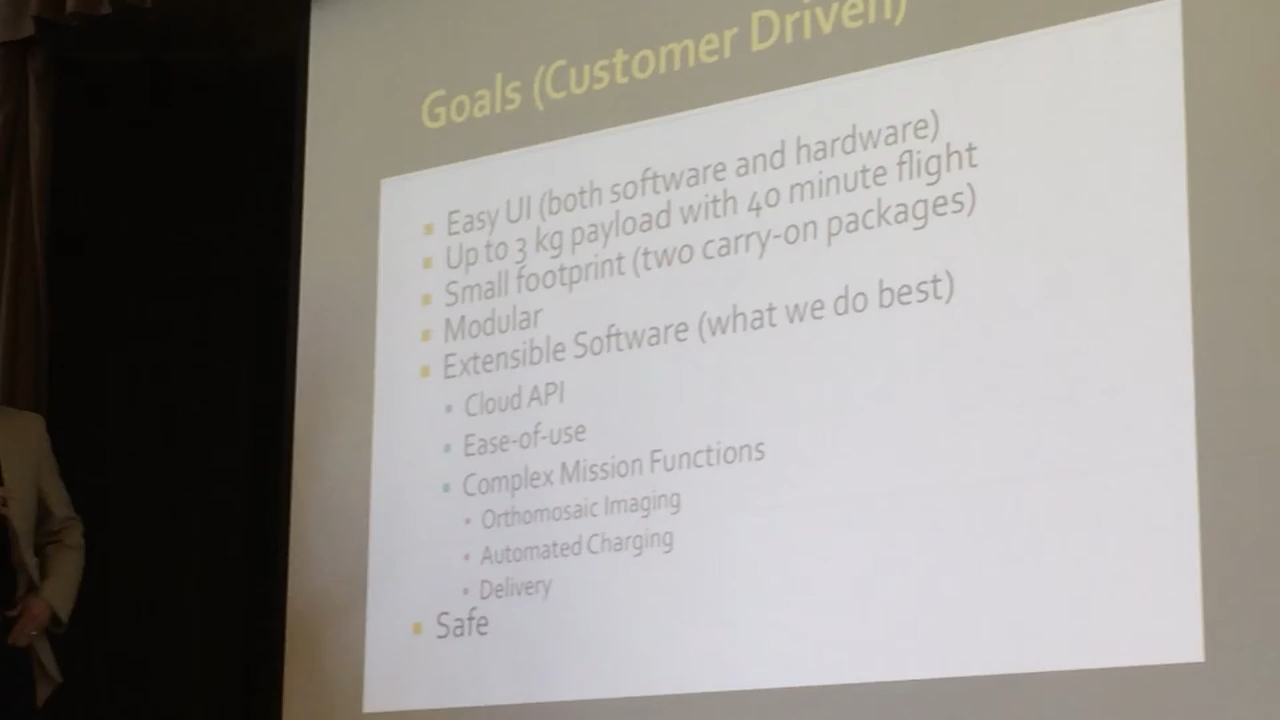 Goals (Customer Driven)
Easy UI (both software and hardware)
Up to 3 kg payload with 40 minute flight
Small footprint (two carry-on packages)
Modular
Extensible Software (what we do best)
Cloud API
Ease-of-use
Complex Mission Functions
Orthomosaic Imaging
Automated Charging
Delivery
Safe